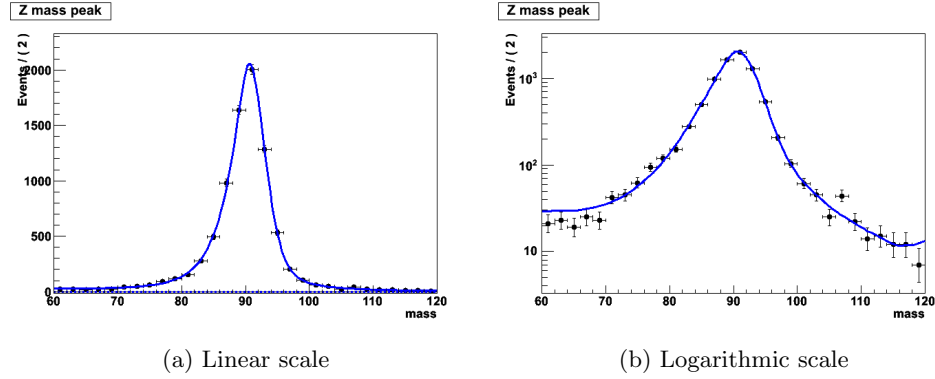 Z mass peak
Events / ( 2 )
2000
1500
1000
500
0
60 70 80 90 100 110 120
mass
(a) Linear scale
Z mass peak
Events / ( 2 )
10³
10²
10
60 70 80 90 100 110 120
mass
(b) Logarithmic scale